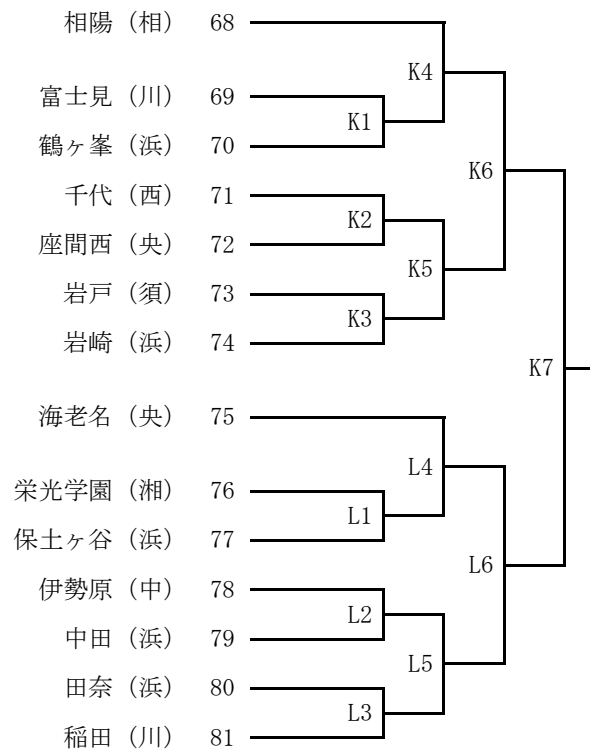 相陽（相） 68
K4
富士見（川） 69
K1
鶴ヶ峯（浜） 70
K6
千代（西） 71
K2
座間西（央） 72
K5
岩戸（須） 73
K3
岩崎（浜） 74
K7
海老名（央） 75
L4
栄光学園（湘） 76
L1
保土ヶ谷（浜） 77
L6
伊勢原（中） 78
L2
中田（浜） 79
L5
田奈（浜） 80
L3
稲田（川） 81